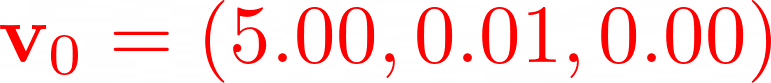 v₀ = (5.00, 0.01, 0.00)